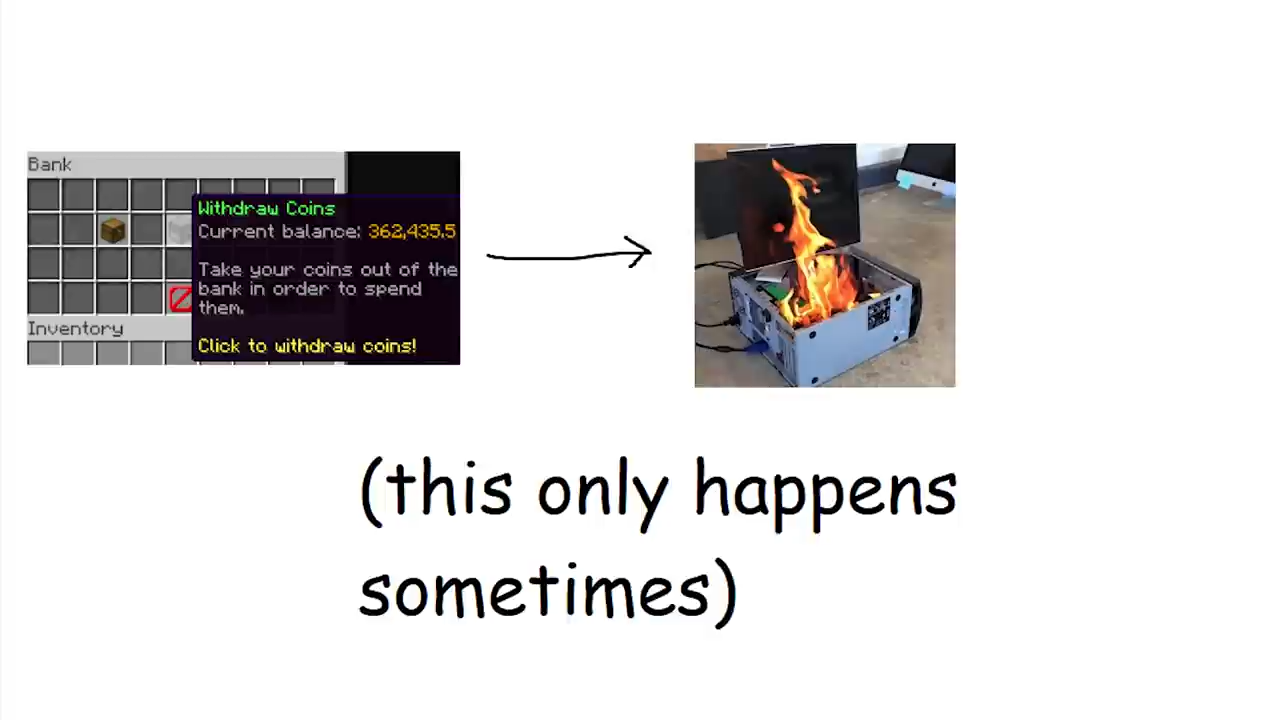 Bank
Withdraw Coins
Current balance: 362,435.5
Take your coins out of the
bank in order to spend
them.
Click to withdraw coins!
Inventory
(this only happens
sometimes)